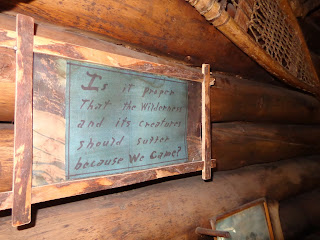 Is it Proper
That the Wilderness
and its creatures
Should suffer
because We Came?